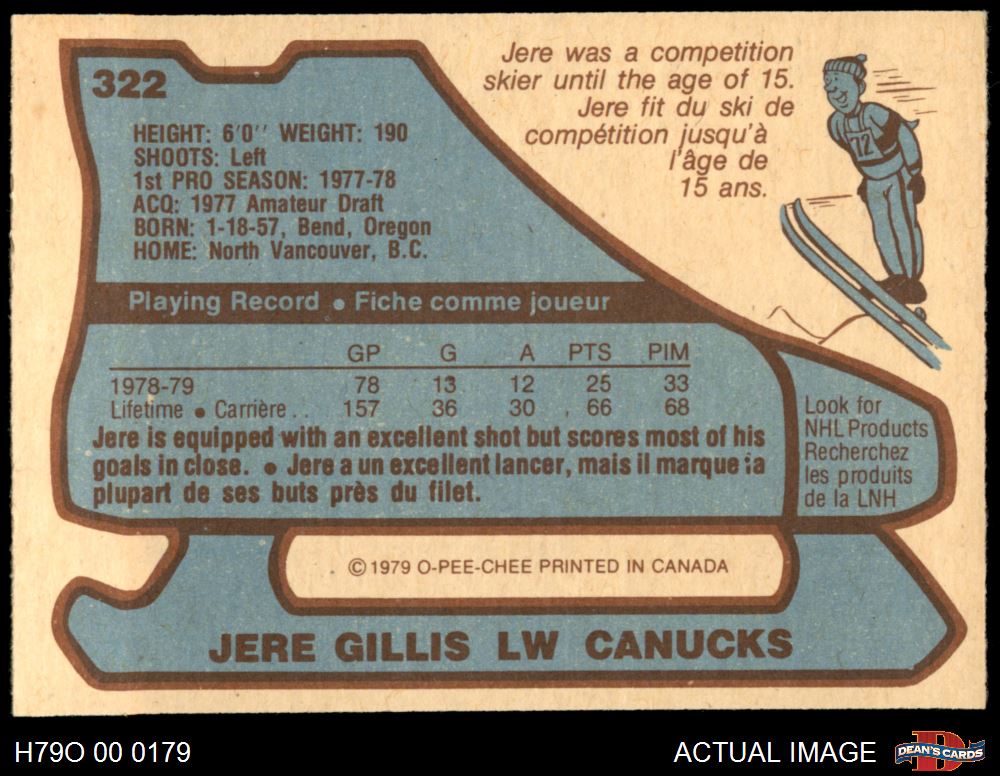 322
Jere was a competition
skier until the age of 15.
Jere fit du ski de
compétition jusqu'à
l'âge de
15 ans.
12
HEIGHT: 6'0'' WEIGHT: 190
SHOOTS: Left
1st PRO SEASON: 1977-78
ACQ: 1977 Amateur Draft
BORN: 1-18-57, Bend, Oregon
HOME: North Vancouver, B.C.
Playing Record ● Fiche comme joueur
GP G A PTS PIM
1978-79 78 13 12 25 33
Lifetime ● Carrière .. 157 36 30 66 68
Jere is equipped with an excellent shot but scores most of his
goals in close. ● Jere a un excellent lancer, mais il marque la
plupart de ses buts près du filet.
Look for
NHL Products
Recherchez
les produits
de la LNH
©1979 O-PEE-CHEE PRINTED IN CANADA
JERE GILLIS LW CANUCKS
H79O 00 0179
ACTUAL IMAGE
D
DEAN'S CARDS